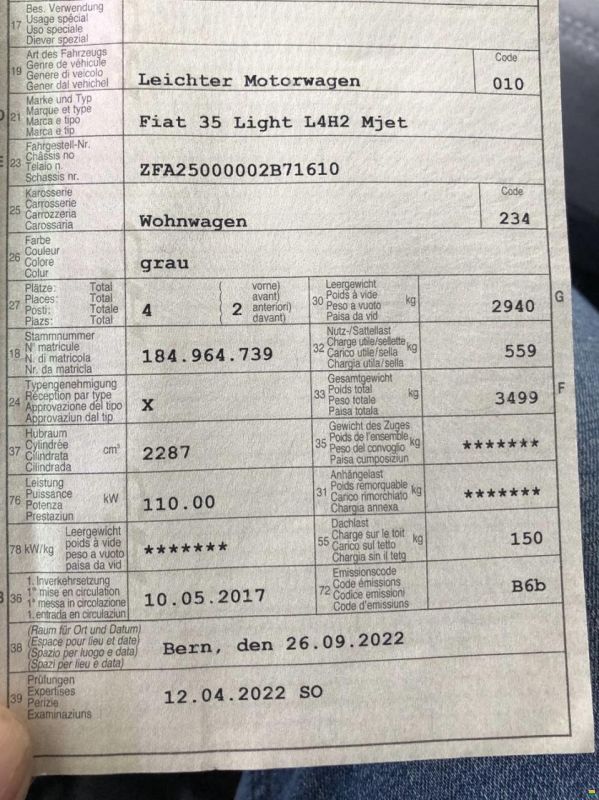 17 Bes. Verwendung
Usage spécial
Uso speciale
Diever spezial
19 Art des Fahrzeugs
Genre de véhicule
Genere di veicolo
Gener dal vehichel
Leichter Motorwagen
Code
010
21 Marke und Typ
Marque et type
Marca e tipo
Marca e tip
Fiat 35 Light L4H2 Mjet
23 Fahrgestell-Nr.
Châssis no
Telaio n.
Schassis nr.
ZFA25000002B71610
25 Karosserie
Carrosserie
Carrozzeria
Carossaria
Wohnwagen
Code
234
26 Farbe
Couleur
Colore
Colur
grau
27 Plätze: Total
Places: Total
Posti: Totale
Plazs: Total
4
( vorne)
( avant)
( 2 anteriori)
( davant)
30 Leergewicht
Poids à vide
Peso a vuoto
Paisa da vid
kg
2940
G
18 Stammnummer
N° matricule
N. di matricola
Nr. da matricla
184.964.739
32 Nutz-/Sattellast
Charge utile/sellette
Carico utile/sella
Chargia utila/sella
kg
559
24 Typengenehmigung
Réception par type
Approvazione del tipo
Approvaziun dal tip
X
33 Gesamtgewicht
Poids total
Peso totale
Paisa totala
kg
3499
F
37 Hubraum
Cylindrée
Cilindrata
Cilindrada
cm³
2287
35 Gewicht des Zuges
Poids de l'ensemble
Peso del convoglio
Paisa cumposiziun
kg
*******
76 Leistung
Puissance
Potenza
Prestaziun
kW
110.00
31 Anhängelast
Poids remorquable
Carico rimorchiato
Chargia annexa
kg
*******
78 kW/kg
Leergewicht
poids à vide
peso a vuoto
paisa da vid
*******
55 Dachlast
Charge sur le toit
Carico sul tetto
Chargia sin il tetg
kg
150
B 36 1. Inverkehrsetzung
1re mise en circulation
1a messa in circolazione
1. entrada en circulaziun
10.05.2017
72 Emissionscode
Code émissions
Codice emissioni
Code d'emissiuns
B6b
38 (Raum für Ort und Datum)
(Espace pour lieu et date)
(Spazio per luogo e data)
(Spazi per lieu e data)
Bern, den 26.09.2022
39 Prüfungen
Expertises
Perizie
Examinaziuns
12.04.2022 SO